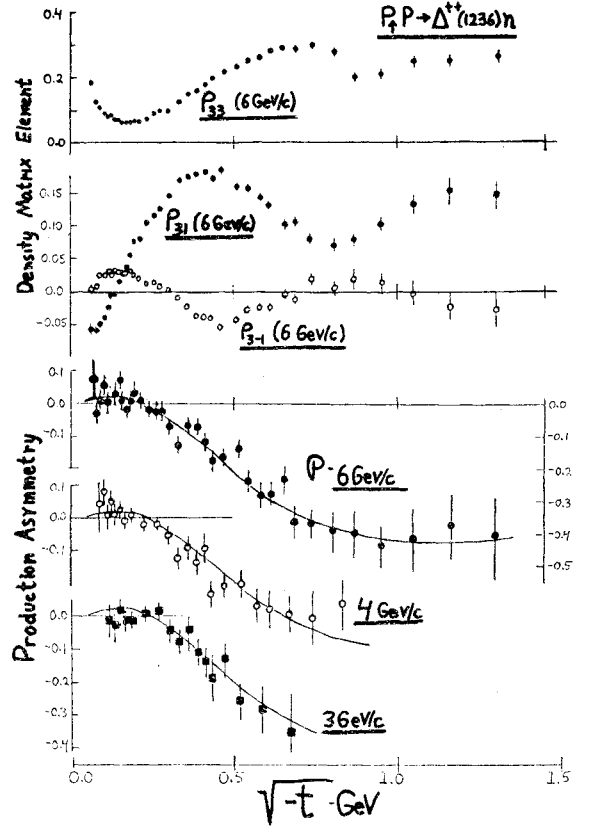 0.4
P↑P→Δ⁺⁺(1236)n
0.2
ρ33 (6 GeV/c)
0.0
Density Matrix Element
0.15
0.10
ρ31 (6 GeV/c)
0.05
0.0
-0.05
ρ3-1 (6 GeV/c)
0.1
0.0
0.0
-0.1
-0.1
-0.2
P- 6 GeV/c
-0.3
0.1
0.0
-0.4
-0.1
-0.5
4 GeV/c
Production Asymmetry
0.0
-0.1
-0.2
-0.3
3 GeV/c
-0.4
0.0
0.5
1.0
1.5
√-t - GeV